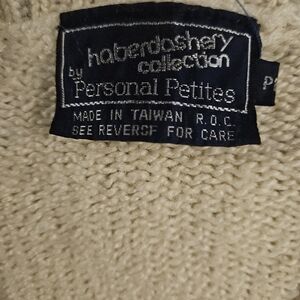 haberdashery
collection
by
Personal Petites
MADE IN TAIWAN R.O.C.
SEE REVERSE FOR CARE
P